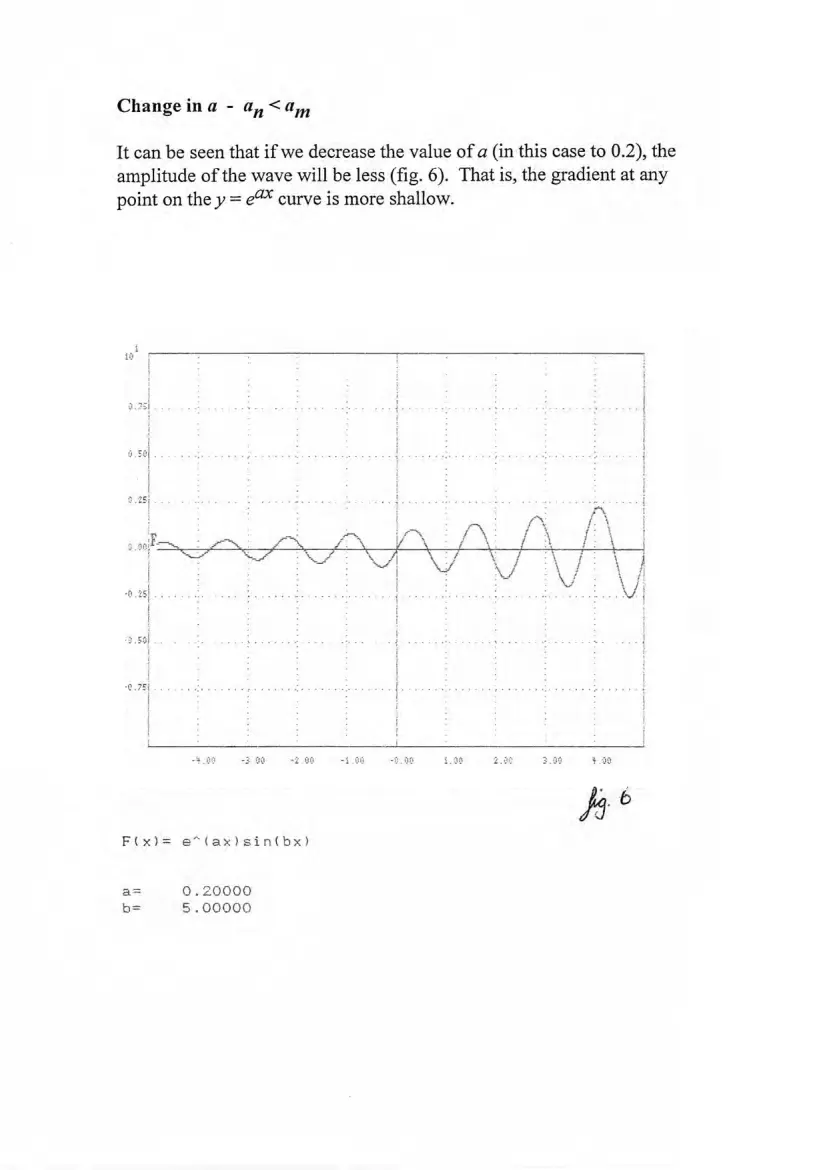 Change in a - an < am
It can be seen that if we decrease the value of a (in this case to 0.2), the
amplitude of the wave will be less (fig. 6). That is, the gradient at any
point on the y = e^ax curve is more shallow.
10^1
0.75
0.50
0.25
0.00
F
-0.25
-0.50
-0.75
-4.00 -3.00 -2.00 -1.00 -0.00 1.00 2.00 3.00 4.00
fig. 6
F(x)= e^(ax)sin(bx)
a= 0.20000
b= 5.00000